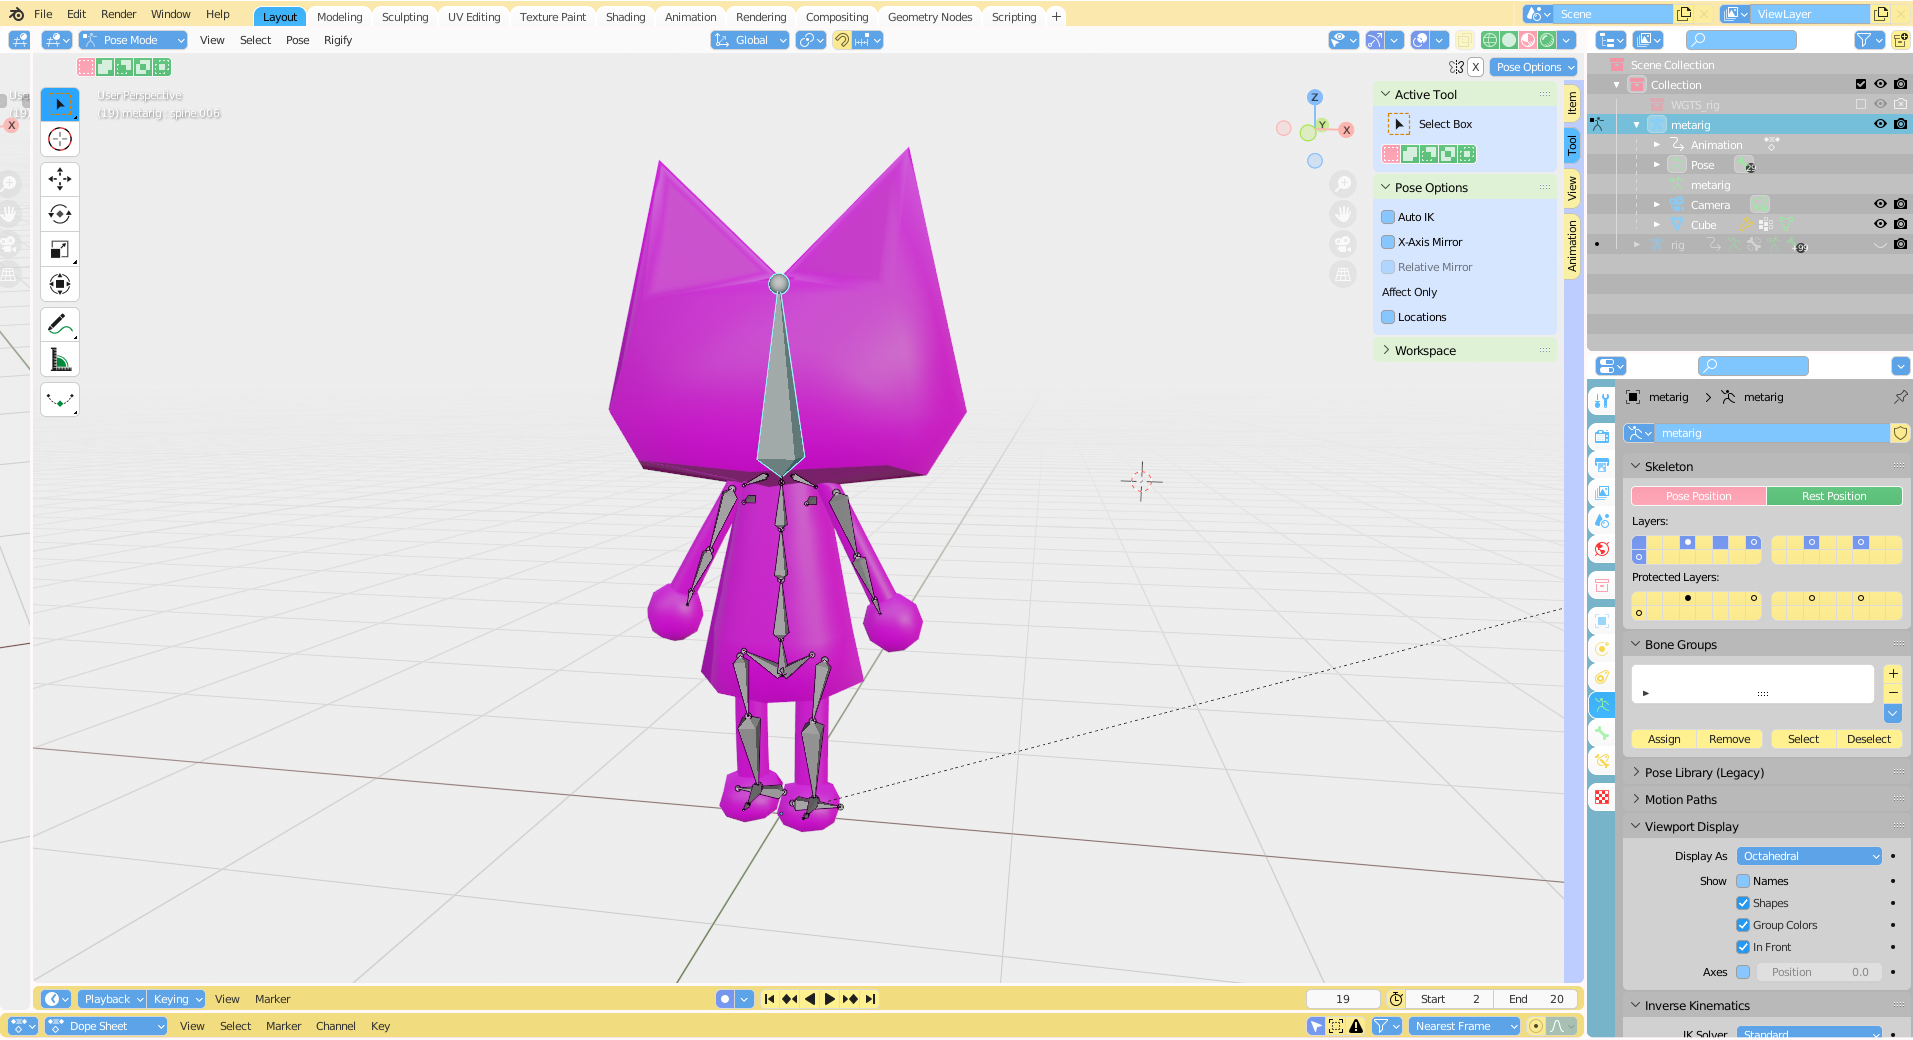 File Edit Render Window Help Layout Modeling Sculpting UV Editing Texture Paint Shading Animation Rendering Compositing Geometry Nodes Scripting + Scene ViewLayer
Pose Mode View Select Pose Rigify Global
X Pose Options
User Perspective
(19) metarig : spine.006
Use
(19)
X
Z
Y
X
Active Tool
Select Box
Pose Options
Auto IK
X-Axis Mirror
Relative Mirror
Affect Only
Locations
Workspace
Item
Tool
View
Animation
Scene Collection
Collection
WGTS_rig
metarig
Animation
Pose
metarig
Camera
Cube
rig +99
metarig > metarig
metarig
Skeleton
Pose Position Rest Position
Layers:
Protected Layers:
Bone Groups
Assign Remove Select Deselect
Pose Library (Legacy)
Motion Paths
Viewport Display
Display As Octahedral
Show Names
Shapes
Group Colors
In Front
Axes Position 0.0
Inverse Kinematics
IK Solver Standard
Playback Keying View Marker 19 Start 2 End 20
Dope Sheet View Select Marker Channel Key Nearest Frame